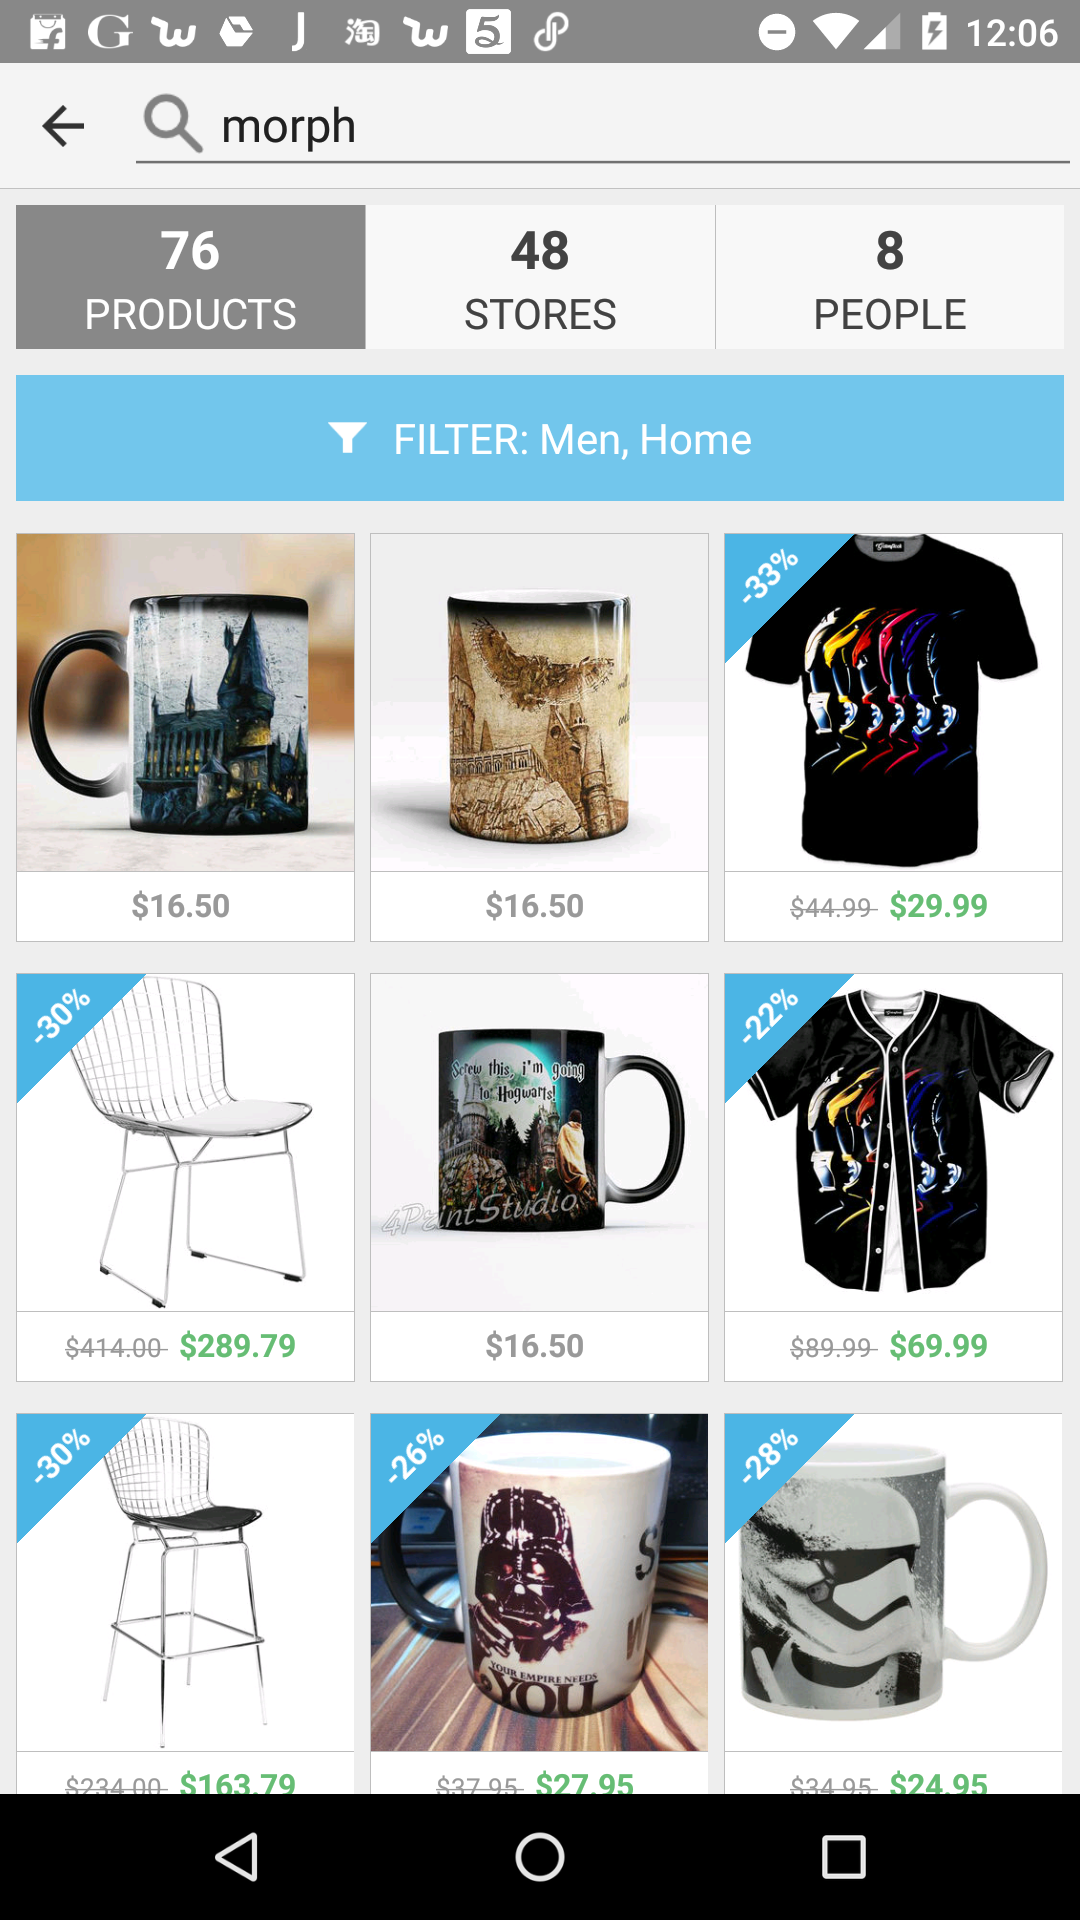 12:06
morph
76
PRODUCTS
48
STORES
8
PEOPLE
FILTER: Men, Home
-33%
$16.50
$16.50
$44.99 $29.99
-30%
Screw this, i'm going
to Hogwarts!
4PrintStudio
-22%
$414.00 $289.79
$16.50
$89.99 $69.99
-30%
-26%
YOUR EMPIRE NEEDS
YOU
-28%
$234.00 $163.79
$37.95 $27.95
$34.95 $24.95